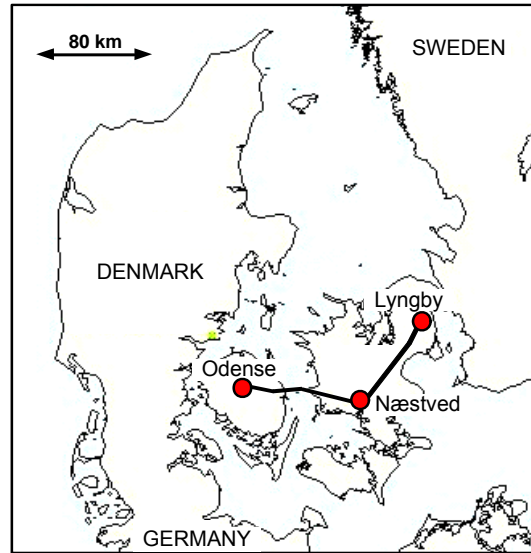 80 km
SWEDEN
DENMARK
Lyngby
Odense
Næstved
GERMANY